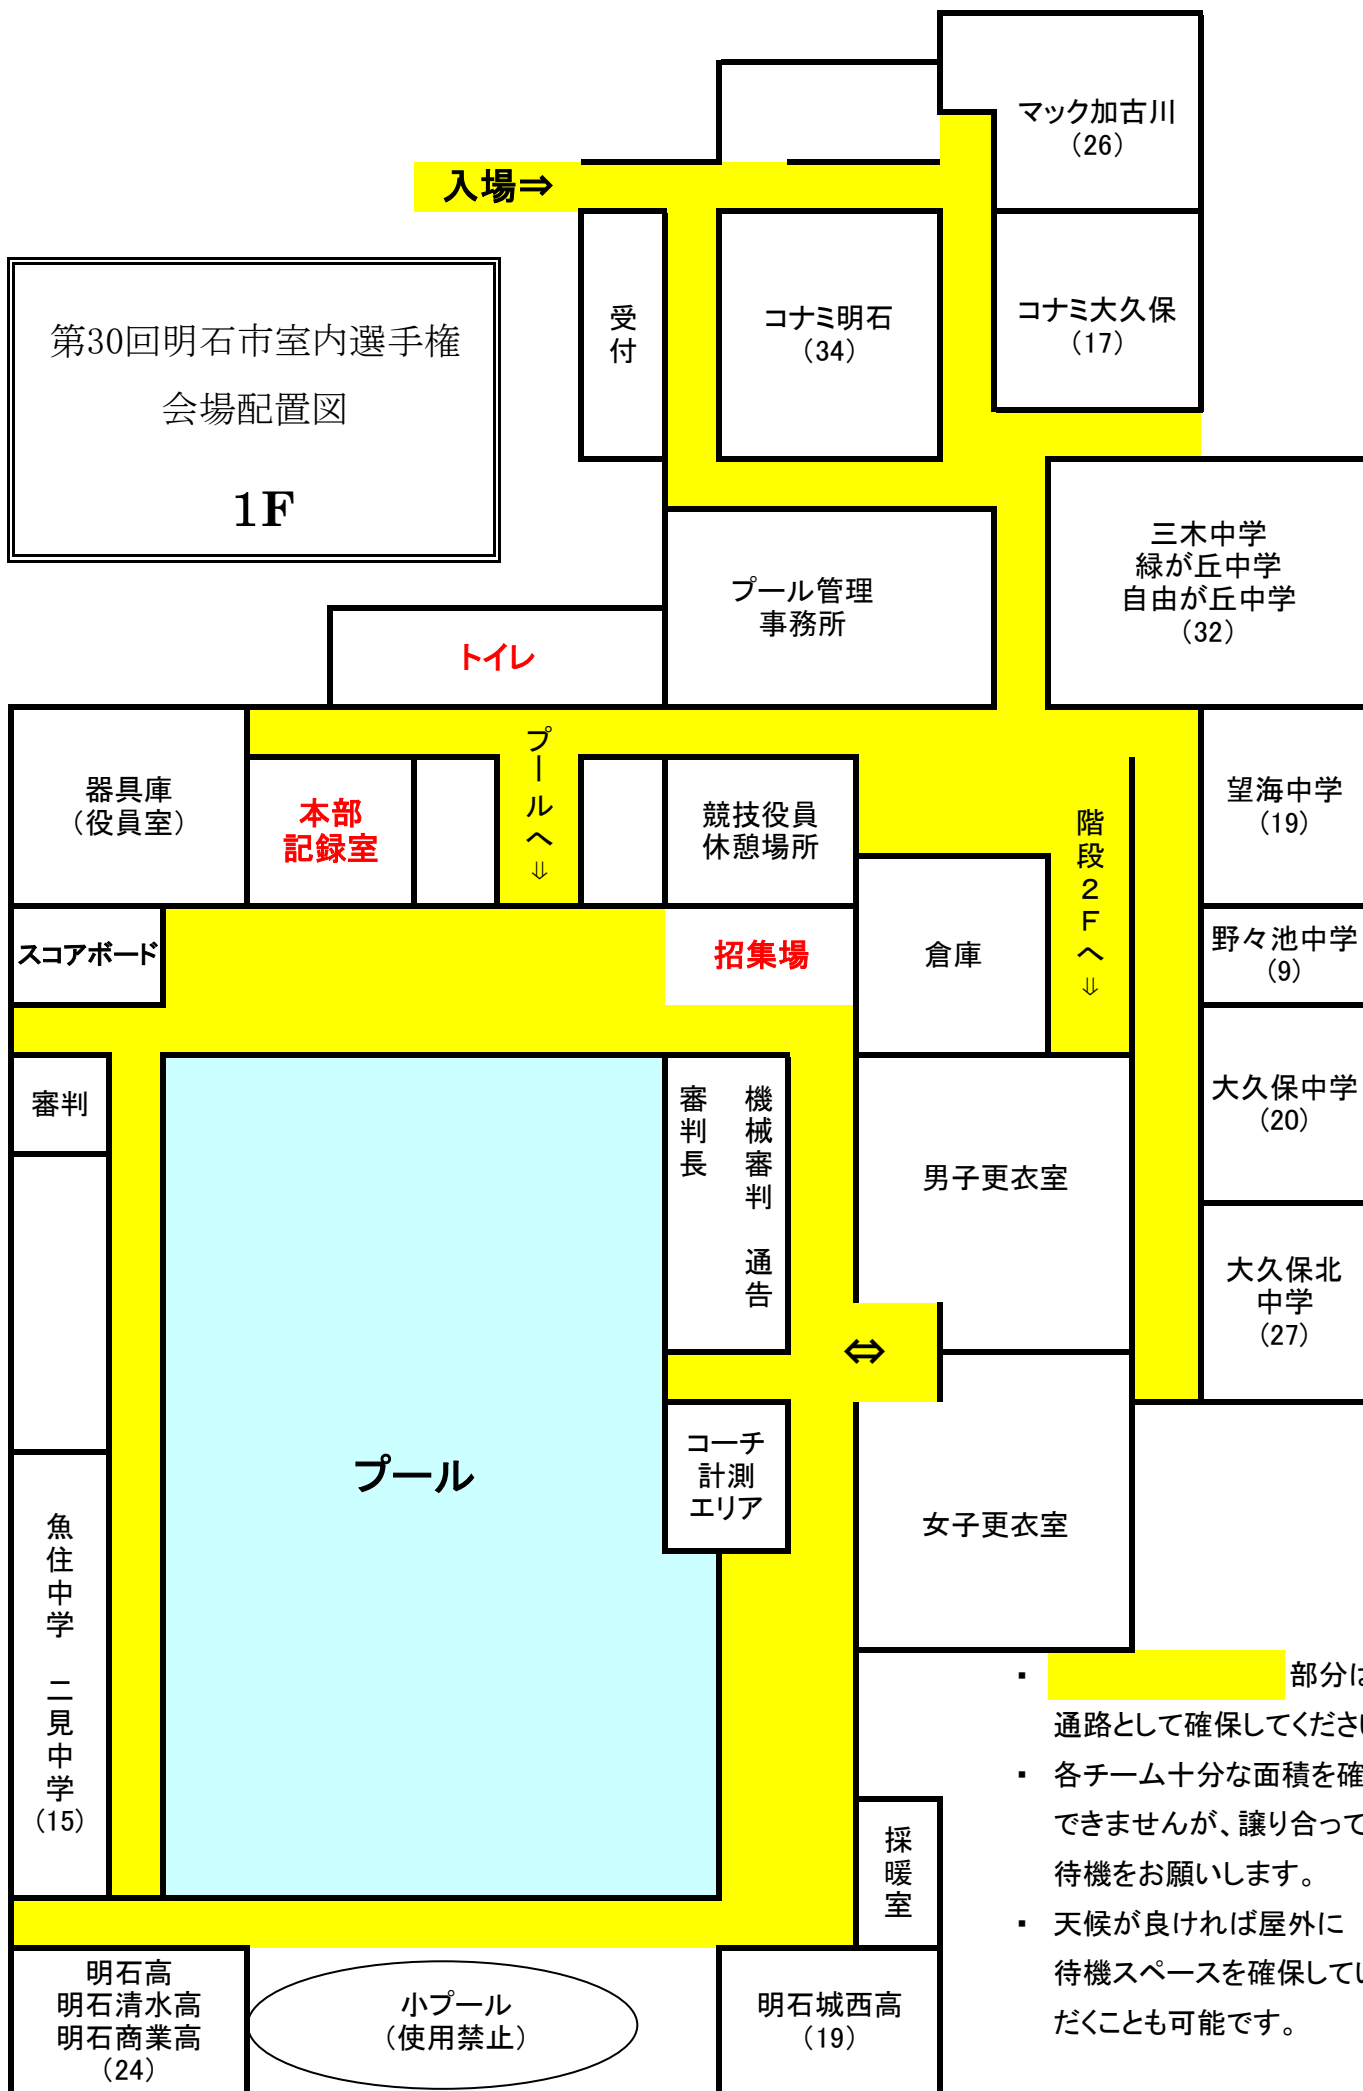 マック加古川
（26）
入場⇒
第30回明石市室内選手権
会場配置図
1F
受付
コナミ明石
（34）
コナミ大久保
（17）
三木中学
緑が丘中学
自由が丘中学
（32）
プール管理
事務所
トイレ
器具庫
（役員室）
本部
記録室
プールへ⇓
競技役員
休憩場所
階段２Ｆへ⇓
望海中学
（19）
スコアボード
招集場
倉庫
野々池中学
（9）
審判
審判長
機械審判　通告
男子更衣室
大久保中学
（20）
大久保北
中学
（27）
⇔
プール
コーチ
計測
エリア
女子更衣室
魚住中学　二見中学
（15）
採暖室
・ 部分は
通路として確保してくださ
・ 各チーム十分な面積を確
できませんが、譲り合って
待機をお願いします。
・ 天候が良ければ屋外に
待機スペースを確保してい
だくことも可能です。
明石高
明石清水高
明石商業高
（24）
小プール
（使用禁止）
明石城西高
（19）